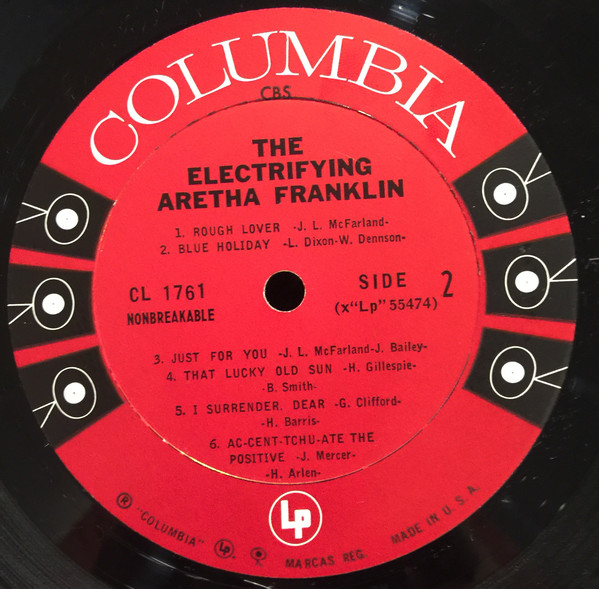 COLUMBIA
CBS
THE
ELECTRIFYING
ARETHA FRANKLIN
1. ROUGH LOVER -J. L. McFarland-
2. BLUE HOLIDAY -L. Dixon-W. Dennson-
CL 1761
NONBREAKABLE
SIDE 2
(x"Lp" 55474)
3. JUST FOR YOU -J. L. McFarland-J. Bailey-
4. THAT LUCKY OLD SUN -H. Gillespie-
-B. Smith-
5. I SURRENDER, DEAR -G. Clifford-
-H. Barris-
6. AC-CENT-TCHU-ATE THE
POSITIVE -J. Mercer-
-H. Arlen-
Lp
® "COLUMBIA" Lp MARCAS REG. MADE IN U. S. A.